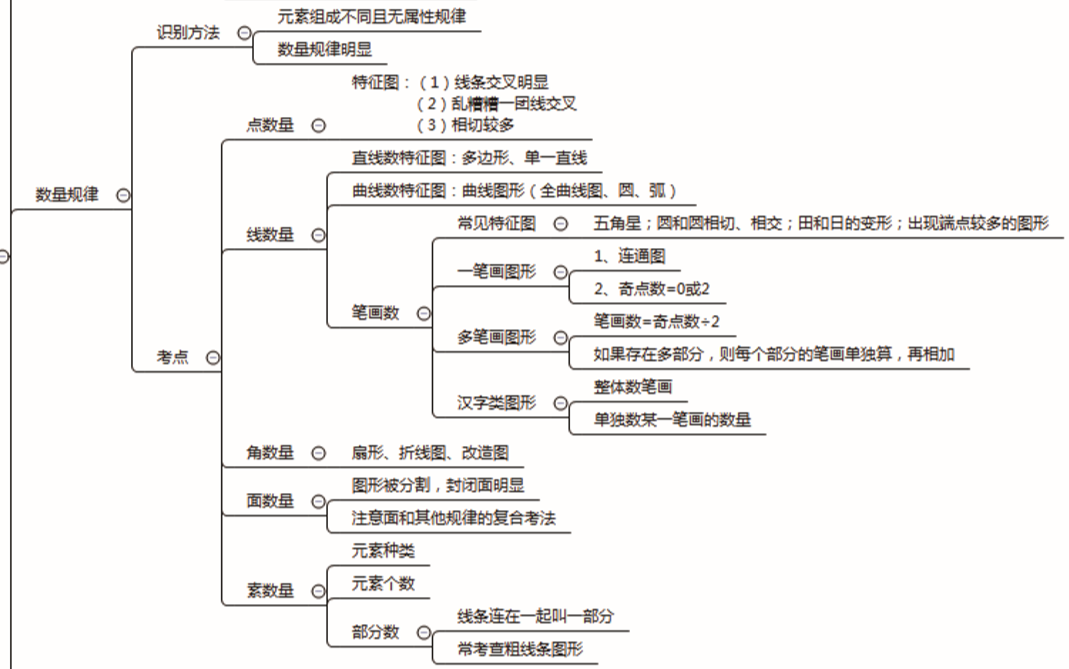 元素组成不同且无属性规律
识别方法
数量规律明显
特征图：（1）线条交叉明显
（2）乱糟糟一团线交叉
点数量
（3）相切较多
直线数特征图：多边形、单一直线
数量规律
曲线数特征图：曲线图形（全曲线图、圆、弧）
常见特征图
五角星；圆和圆相切、相交；田和日的变形；出现端点较多的图形
线数量
1、连通图
一笔画图形
2、奇点数=0或2
笔画数
笔画数=奇点数÷2
多笔画图形
考点
如果存在多部分，则每个部分的笔画单独算，再相加
整体数笔画
汉字类图形
单独数某一笔画的数量
角数量
扇形、折线图、改造图
图形被分割，封闭面明显
面数量
注意面和其他规律的复合考法
元素种类
素数量
元素个数
线条连在一起叫一部分
部分数
常考查粗线条图形